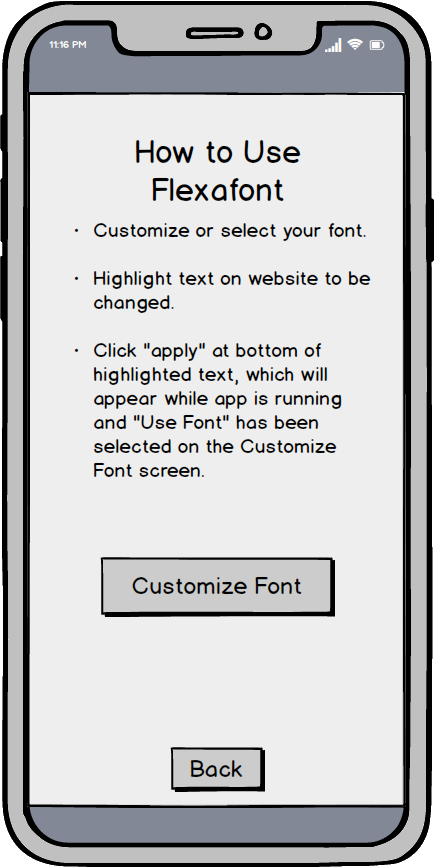 11:16 PM
How to Use
Flexafont
· Customize or select your font.
· Highlight text on website to be
changed.
· Click "apply" at bottom of
highlighted text, which will
appear while app is running
and "Use Font" has been
selected on the Customize
Font screen.
Customize Font
Back